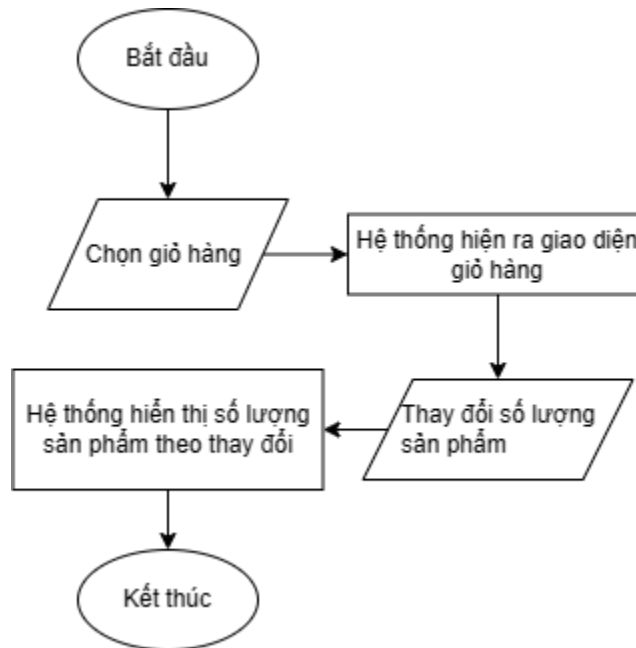 Bắt đầu
Chọn giỏ hàng
Hệ thống hiện ra giao diện
giỏ hàng
Thay đổi số lượng
sản phẩm
Hệ thống hiển thị số lượng
sản phẩm theo thay đổi
Kết thúc